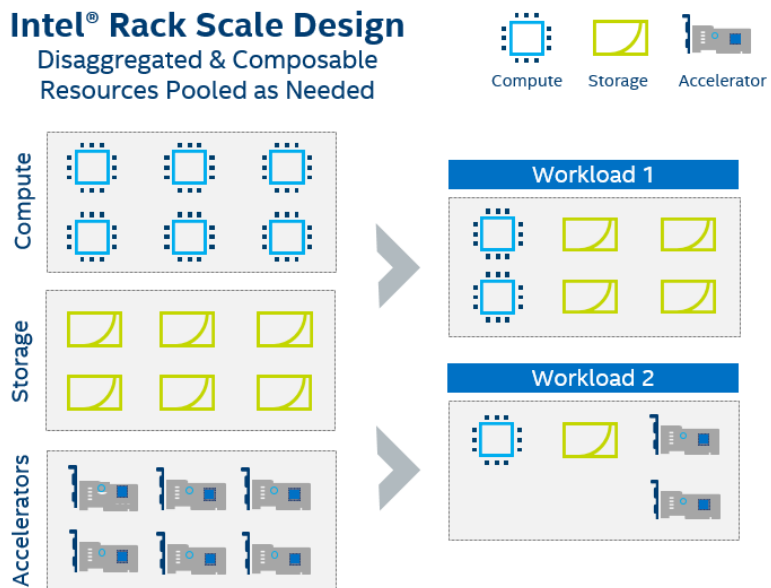 Intel® Rack Scale Design
Disaggregated & Composable
Resources Pooled as Needed
Compute
Storage
Accelerator
Compute
Storage
Accelerators
Workload 1
Workload 2